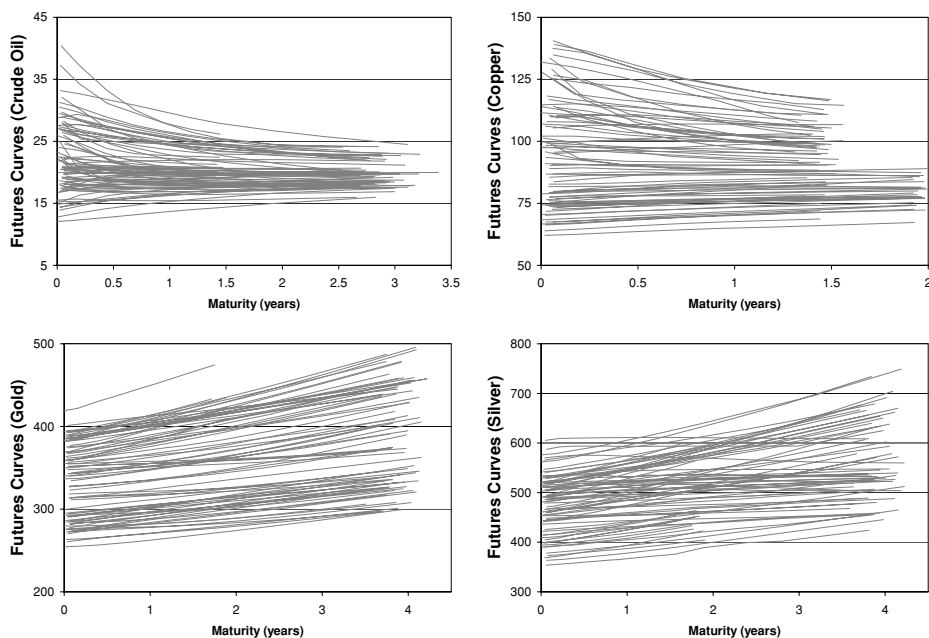 Futures Curves (Crude Oil)
45
35
25
15
5
0 0.5 1 1.5 2 2.5 3 3.5
Maturity (years)
Futures Curves (Copper)
150
125
100
75
50
0 0.5 1 1.5 2
Maturity (years)
Futures Curves (Gold)
500
400
300
200
0 1 2 3 4
Maturity (years)
Futures Curves (Silver)
800
700
600
500
400
300
0 1 2 3 4
Maturity (years)